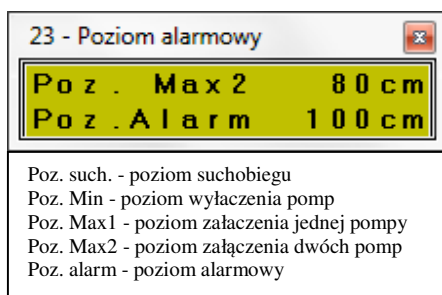 23 - Poziom alarmowy
Poz. Max2 80cm
Poz.Alarm 100cm
Poz. such. - poziom suchobiegu
Poz. Min - poziom wyłaczenia pomp
Poz. Max1 - poziom załaczenia jednej pompy
Poz. Max2 - poziom załączenia dwóch pomp
Poz. alarm - poziom alarmowy